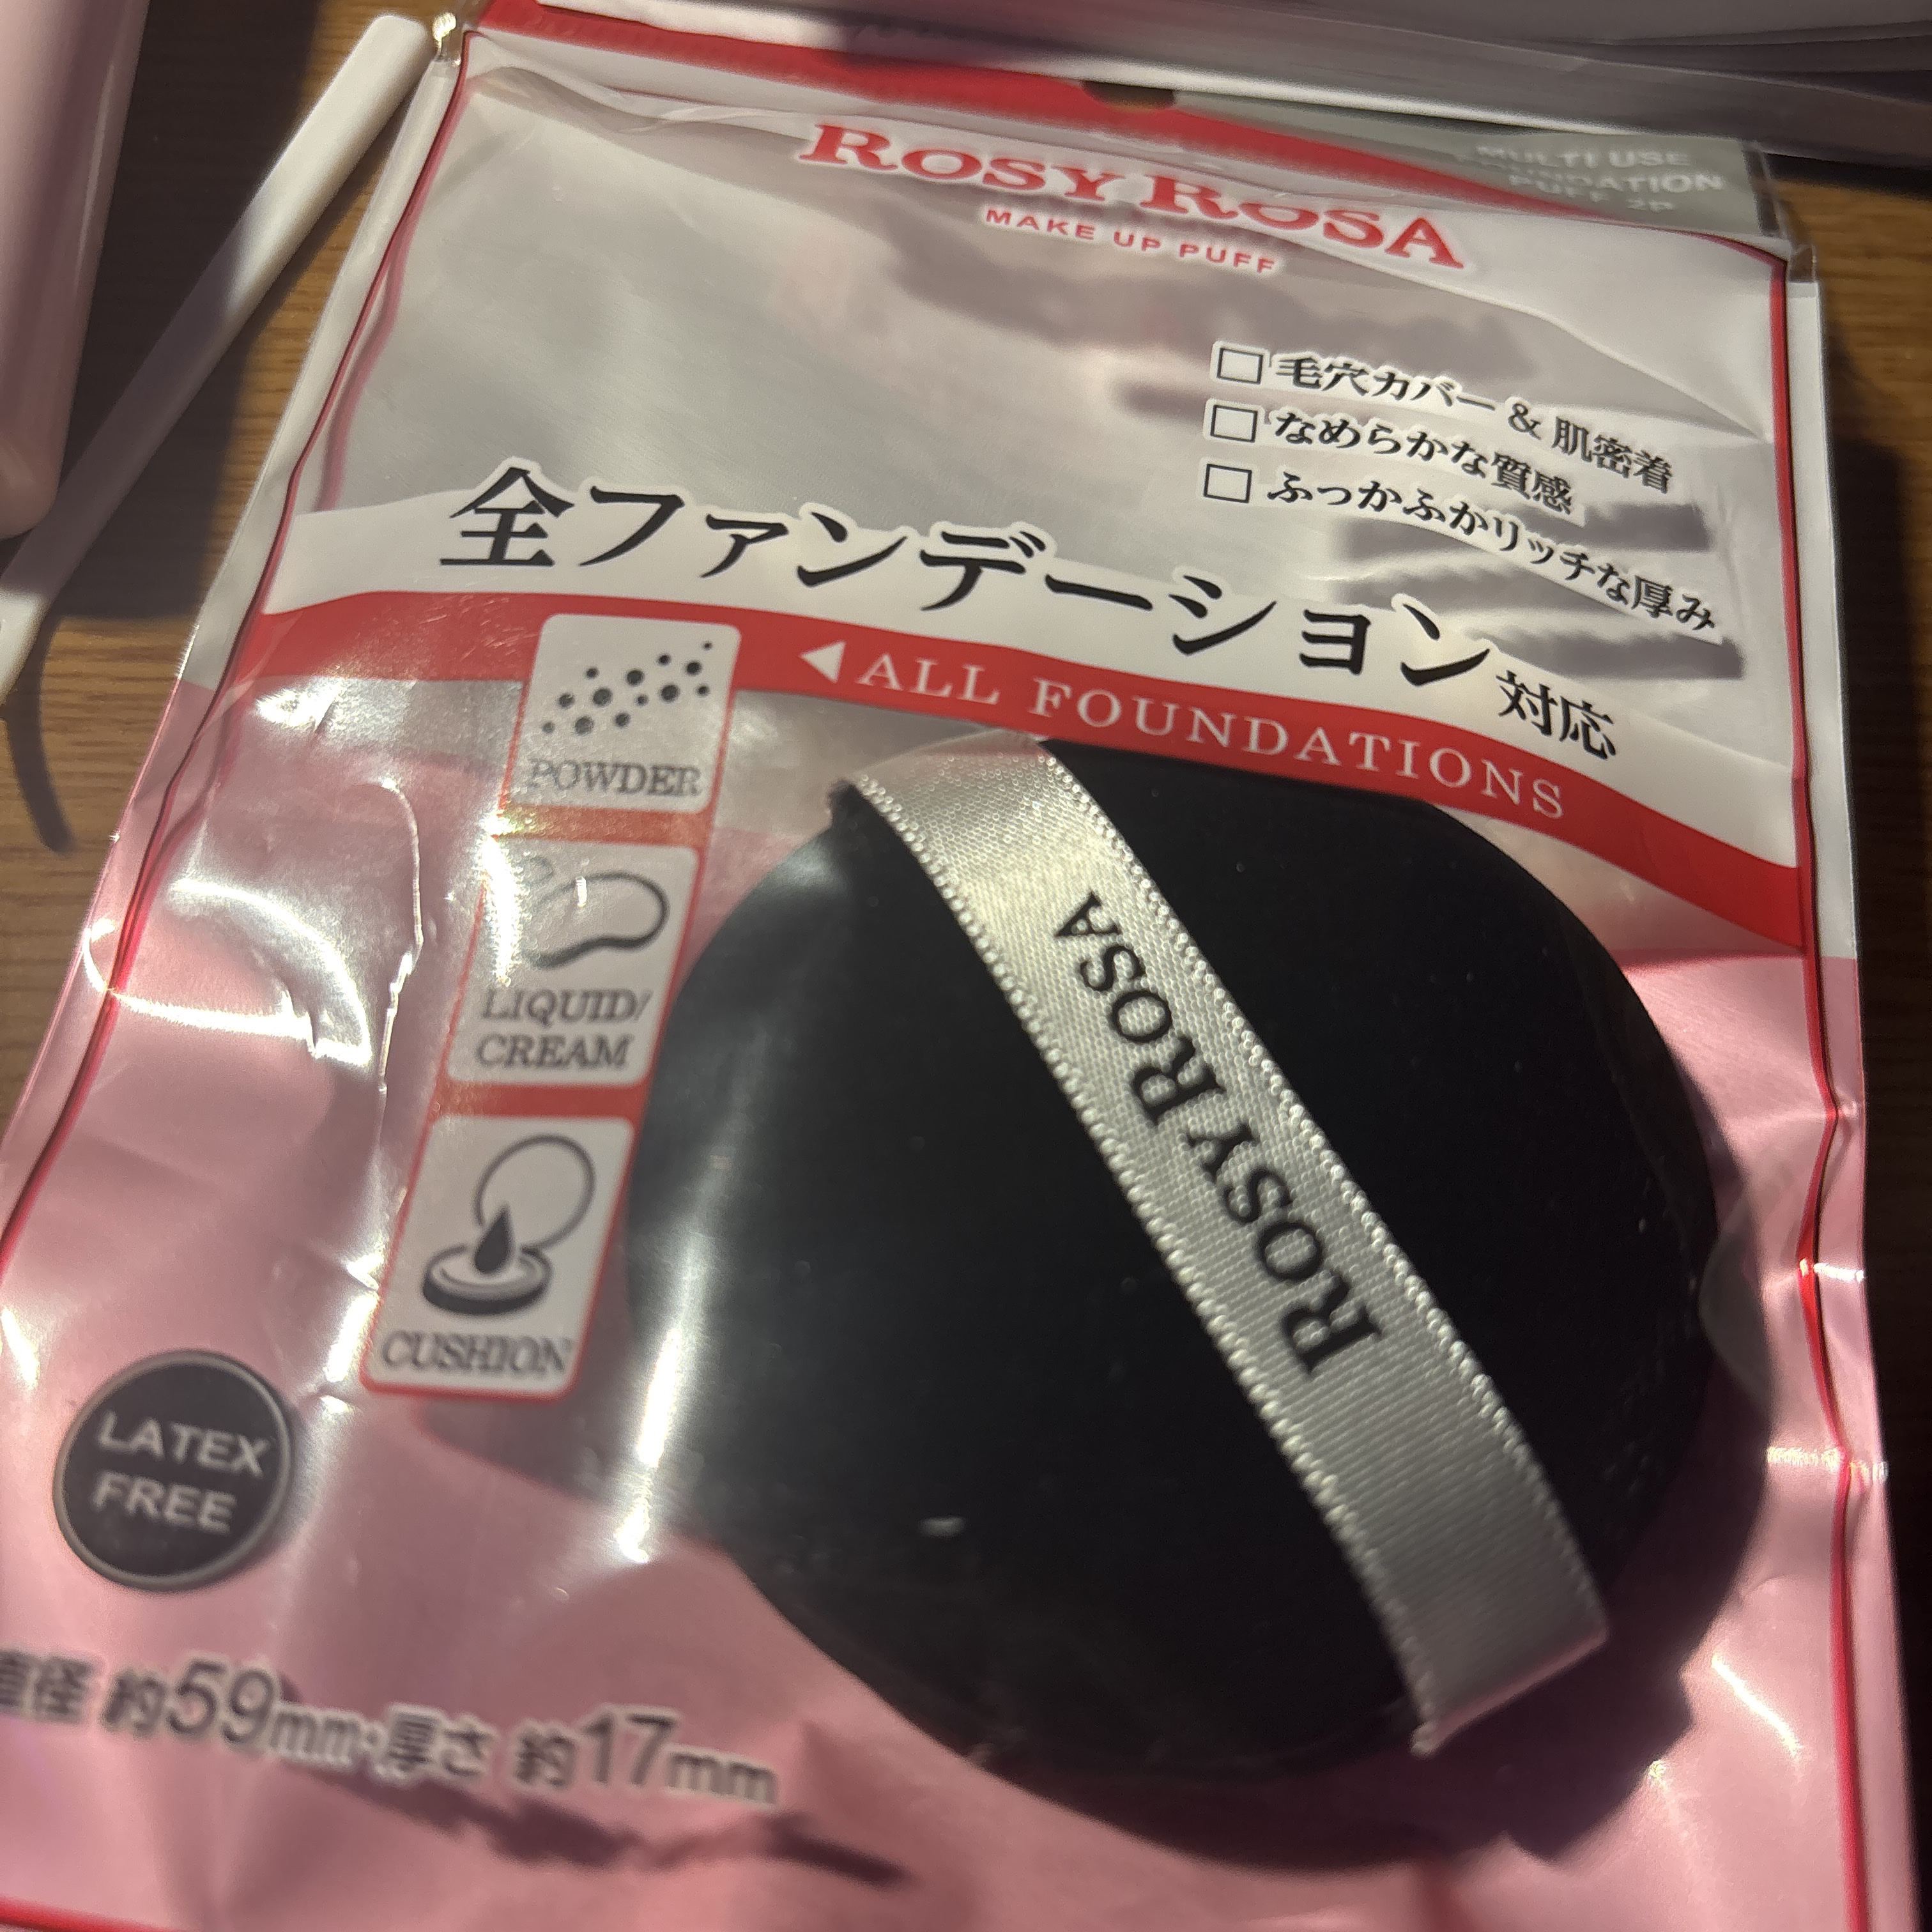 MULTI USE
FOUNDATION
PUFF 2P
ROSY ROSA
MAKE UP PUFF
□毛穴カバー & 肌密着
□なめらかな質感
□ふっかふかリッチな厚み
全ファンデーション対応
◀ALL FOUNDATIONS
POWDER
LIQUID/
CREAM
CUSHION
ROSY ROSA
LATEX
FREE
直径 約59mm・厚さ 約17mm